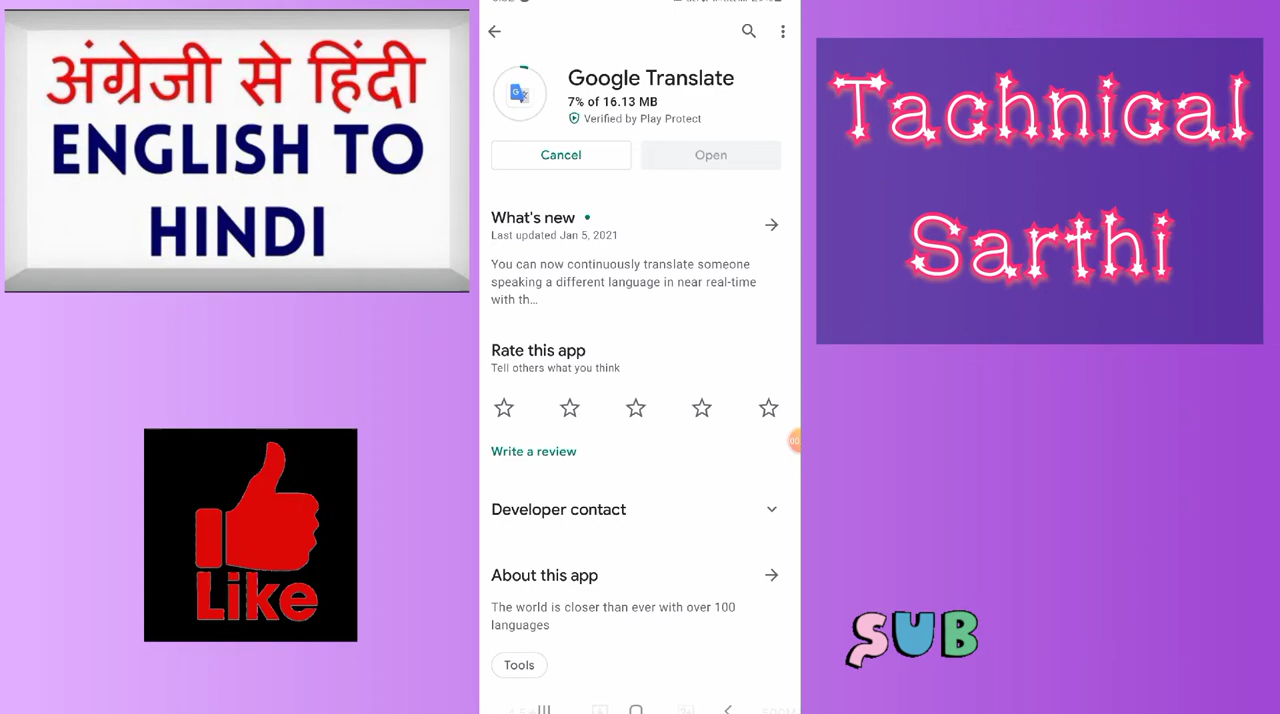 अंग्रेजी से हिंदी
ENGLISH TO
HINDI
Like
Google Translate
7% of 16.13 MB
Verified by Play Protect
Cancel
Open
What's new
Last updated Jan 5, 2021
You can now continuously translate someone
speaking a different language in near real-time
with th…
Rate this app
Tell others what you think
Write a review
Developer contact
About this app
The world is closer than ever with over 100
languages
Tools
00
Tachnical
Sarthi
SUB